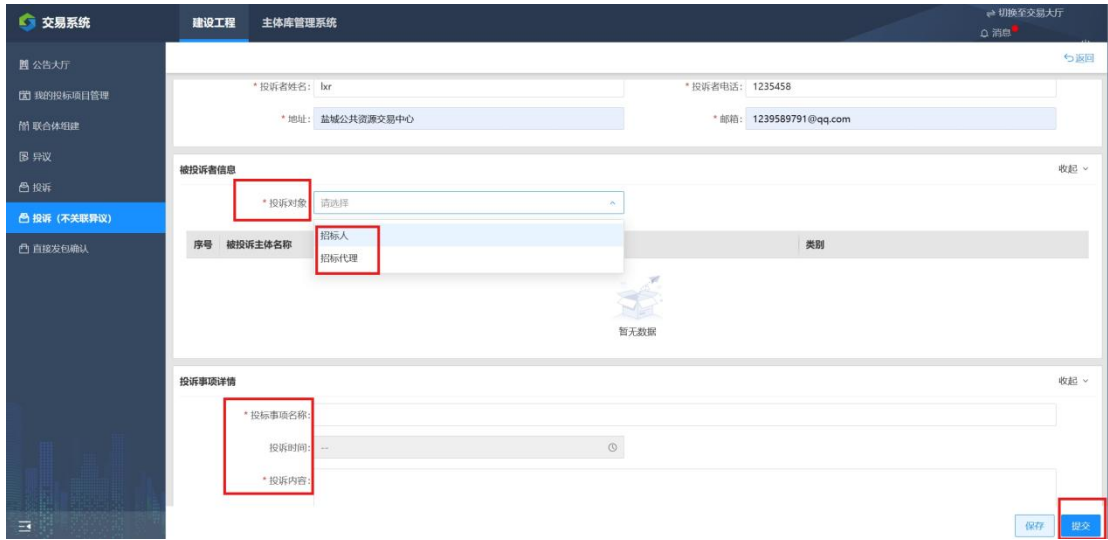 交易系统
建设工程 主体库管理系统
切换至交易大厅
消息
返回
公告大厅
我的投标项目管理
联合体组建
异议
投诉
投诉（不关联异议）
直接发包确认
* 投诉者姓名： lxr * 投诉者电话： 1235458
* 地址： 盐城公共资源交易中心 * 邮箱： 1239589791@qq.com
被投诉者信息 收起
* 投诉对象 请选择
招标人
招标代理
序号 被投诉主体名称 类别
暂无数据
投诉事项详情 收起
* 投标事项名称：
投诉时间： --
* 投诉内容：
保存 提交